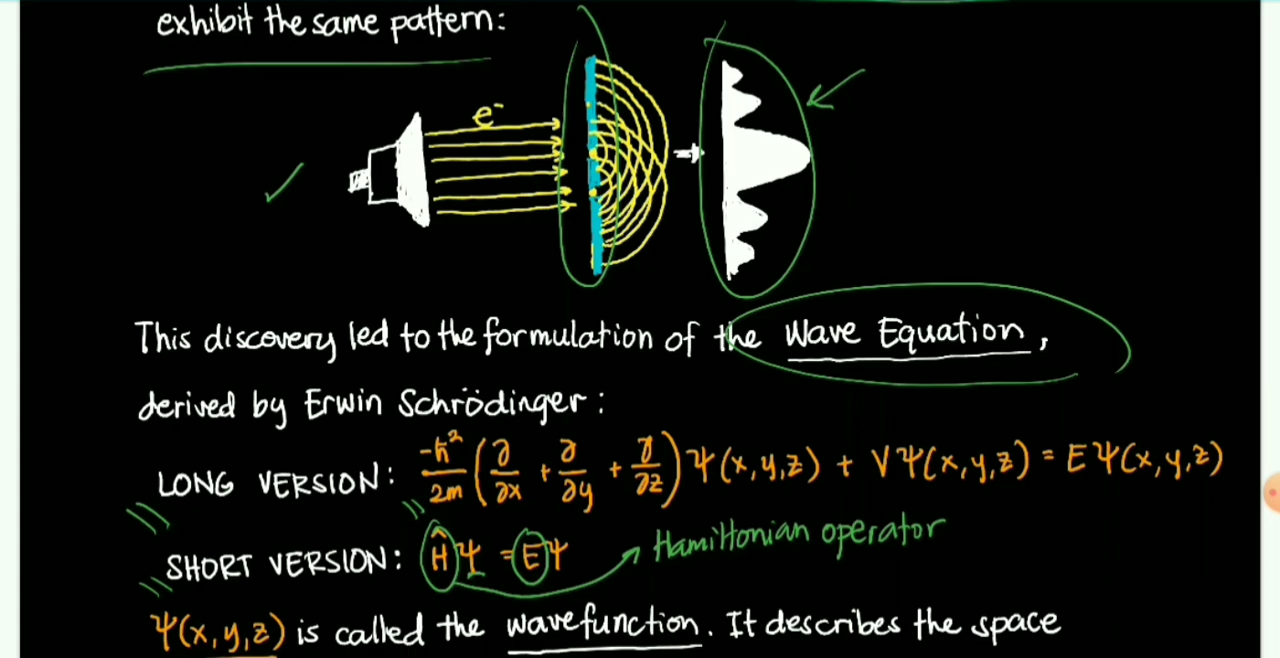 exhibit the same pattern:
e⁻
This discovery led to the formulation of the Wave Equation,
derived by Erwin Schrödinger:
LONG VERSION: -ħ²/2m (∂/∂x + ∂/∂y + ∂/∂z) Ψ(x,y,z) + VΨ(x,y,z) = EΨ(x,y,z)
SHORT VERSION: ĤΨ = EΨ Hamiltonian operator
Ψ(x,y,z) is called the wavefunction. It describes the space